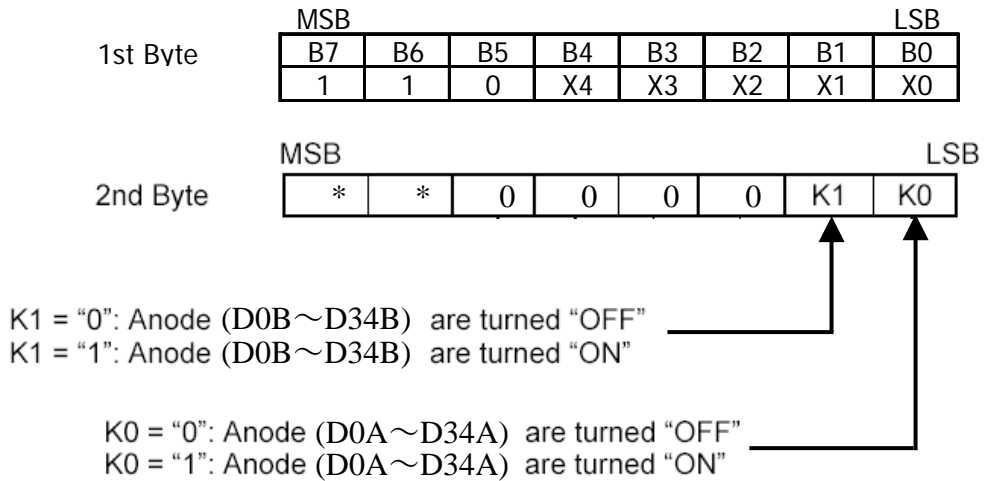 MSB LSB
1st Byte B7 B6 B5 B4 B3 B2 B1 B0
1 1 0 X4 X3 X2 X1 X0
MSB LSB
2nd Byte * * 0 0 0 0 K1 K0
K1 = “0”: Anode (D0B～D34B) are turned “OFF”
K1 = “1”: Anode (D0B～D34B) are turned “ON”
K0 = “0”: Anode (D0A～D34A) are turned “OFF”
K0 = “1”: Anode (D0A～D34A) are turned “ON”